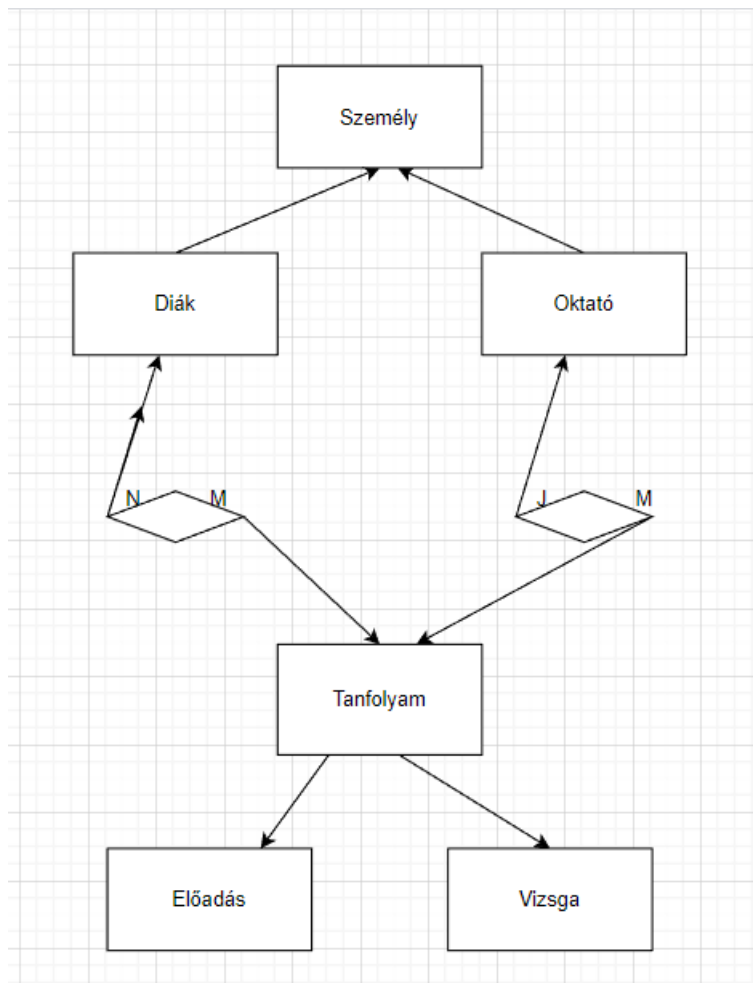 Személy
Diák
Oktató
N
M
J
M
Tanfolyam
Előadás
Vizsga